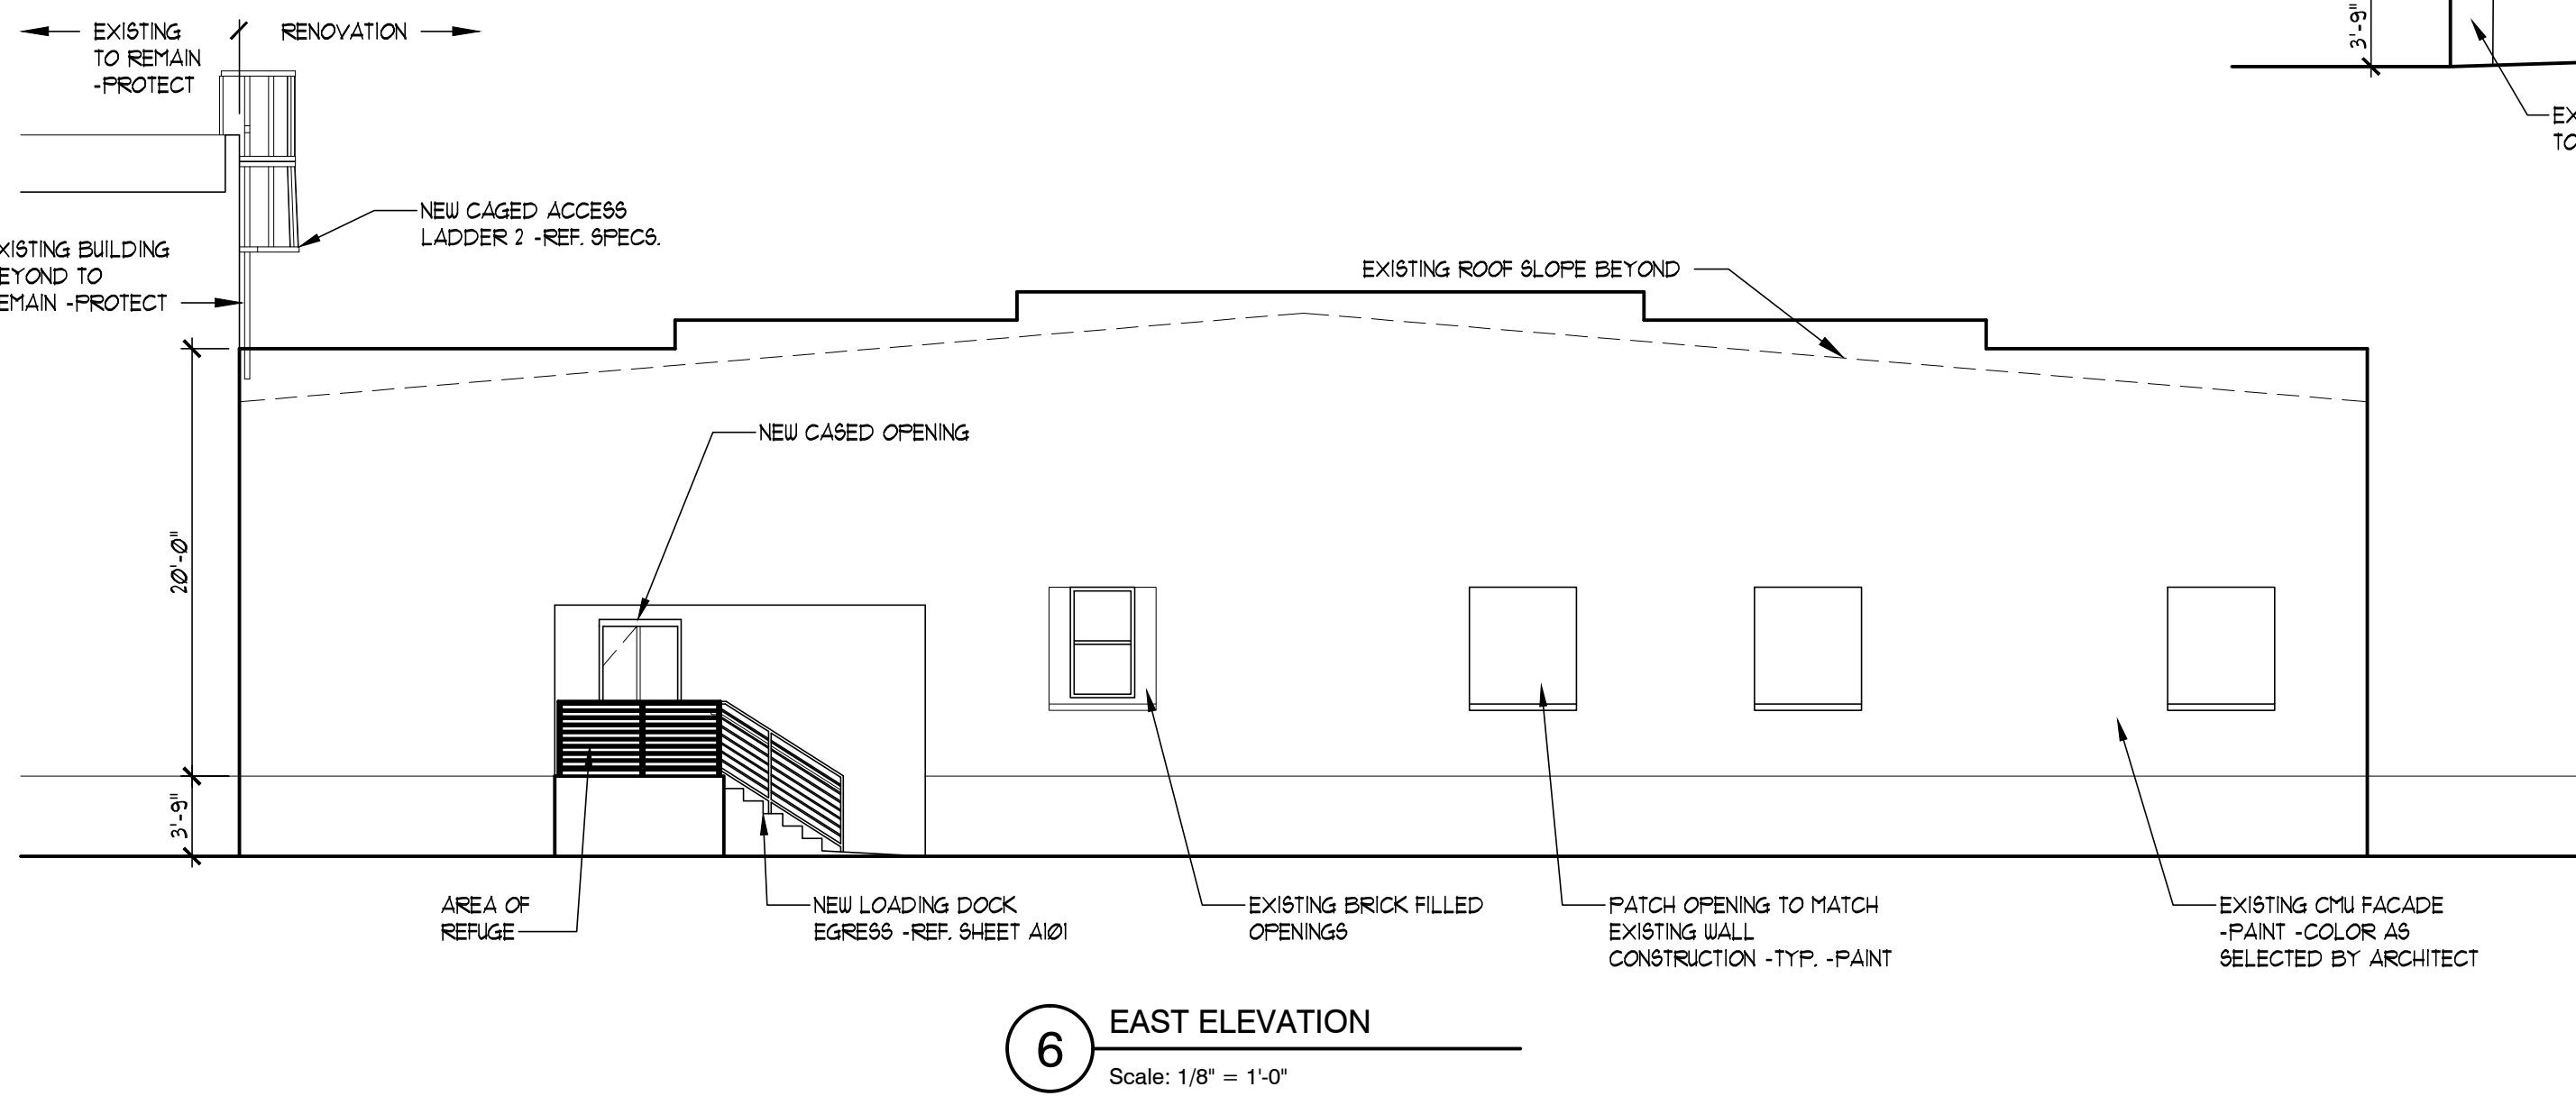 EXISTING
TO REMAIN
-PROTECT
RENOVATION
3'-9"
NEW CAGED ACCESS
LADDER 2 -REF. SPECS.
BUILDING
TO
-PROTECT
EXISTING ROOF SLOPE BEYOND
NEW CASED OPENING
20'-0"
3'-9"
AREA OF
REFUGE
NEW LOADING DOCK
EGRESS -REF. SHEET A101
EXISTING BRICK FILLED
OPENINGS
PATCH OPENING TO MATCH
EXISTING WALL
CONSTRUCTION -TYP. -PAINT
EXISTING CMU FACADE
-PAINT -COLOR AS
SELECTED BY ARCHITECT
6
EAST ELEVATION
Scale: 1/8" = 1'-0"